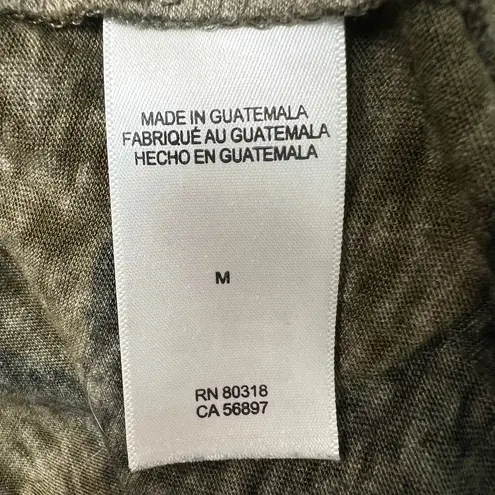 MADE IN GUATEMALA
FABRIQUÉ AU GUATEMALA
HECHO EN GUATEMALA
M
RN 80318
CA 56897